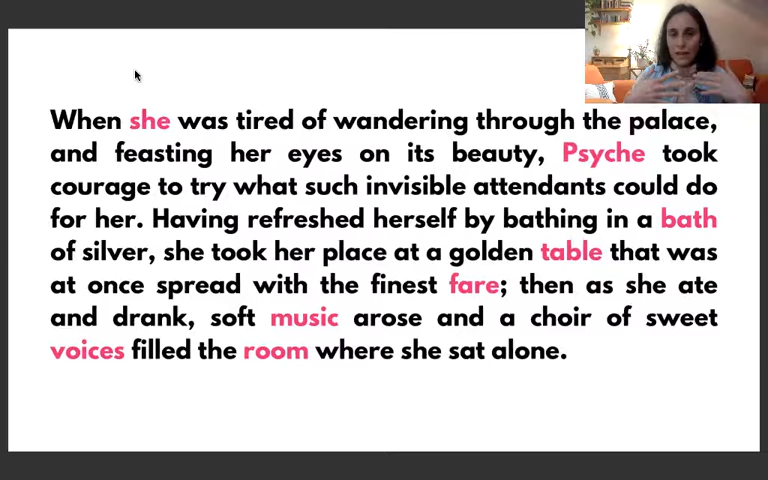 When she was tired of wandering through the palace,
and feasting her eyes on its beauty, Psyche took
courage to try what such invisible attendants could do
for her. Having refreshed herself by bathing in a bath
of silver, she took her place at a golden table that was
at once spread with the finest fare; then as she ate
and drank, soft music arose and a choir of sweet
voices filled the room where she sat alone.